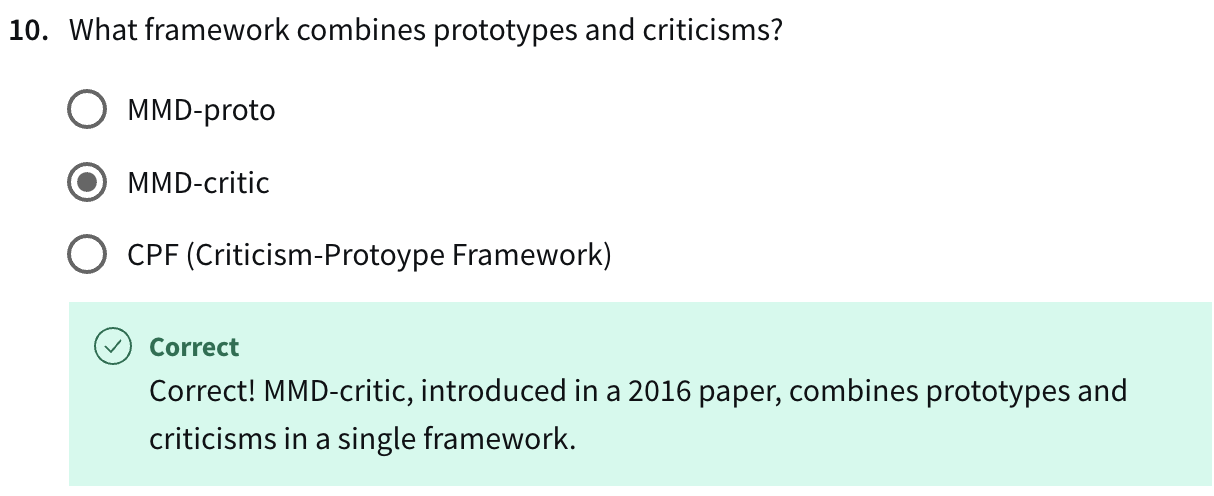 10. What framework combines prototypes and criticisms?
MMD-proto
MMD-critic
CPF (Criticism-Protoype Framework)
Correct
Correct! MMD-critic, introduced in a 2016 paper, combines prototypes and
criticisms in a single framework.